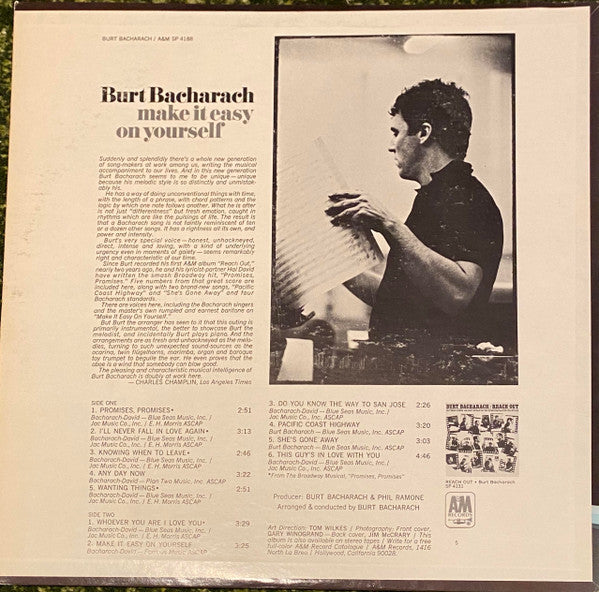 BURT BACHARACH / A&M SP 4188
Burt Bacharach
make it easy
on yourself
Suddenly and splendidly there's a whole new generation
of song-makers at work among us, writing the musical
accompaniment to our lives. And in this new generation
Burt Bacharach seems to me to be unique — unique
because his melodic style is so distinctly and unmistak-
ably his.
He has a way of doing unconventional things with time,
with the length of a phrase, with chord patterns and the
logic by which one note follows another. What he is after
is not just "differentness" but fresh emotion, caught in
rhythms which are like the pulsings of life. The result is
that a Bacharach song is not faintly reminiscent of ten
or a dozen other songs. It has a rightness all its own, and
power and intensity.
Burt's very special voice — honest, unhackneyed,
direct, intense and loving, with a kind of underlying
urgency even in moments of gaiety — seems remarkably
right and characteristic of our time.
Since Burt recorded his first A&M album "Reach Out,"
nearly two years ago, he and his lyricist partner Hal David
have written the smash Broadway hit, "Promises,
Promises." Five numbers from that great score are
included here, along with two brand-new songs, "Pacific
Coast Highway" and "She's Gone Away" and four
Bacharach standards.
There are voices here, including the Bacharach singers
and the master's own rumpled and earnest baritone on
"Make It Easy On Yourself."
But Burt the arranger has seen to it that this outing is
primarily instrumental, the better to showcase Burt the
melodist, and incidentally Burt plays piano. And the
arrangements are as fresh and unhackneyed as the melo-
dies, turning to such unexpected sound-sources as the
ocarina, twin flügelhorns, marimba, organ and baroque
toy trumpet to beguile the ear. He even proves that the
oboe is a wind that somebody can blow good.
The pleasing and characteristic musical intelligence of
Burt Bacharach is doubly at work here.
— CHARLES CHAMPLIN, Los Angeles Times
SIDE ONE
1. PROMISES, PROMISES• 2:51
Bacharach-David — Blue Seas Music, Inc. /
Jac Music Co., Inc. / E. H. Morris ASCAP
2. I'LL NEVER FALL IN LOVE AGAIN• 3:13
Bacharach-David — Blue Seas Music, Inc. /
Jac Music Co., Inc. / E. H. Morris ASCAP
3. KNOWING WHEN TO LEAVE• 2:46
Bacharach-David — Blue Seas Music, Inc. /
Jac Music Co., Inc. / E. H. Morris ASCAP
4. ANY DAY NOW 3:22
Bacharach-David — Plan Two Music, Inc. ASCAP
5. WANTING THINGS• 2:51
Bacharach-David — Blue Seas Music, Inc. /
Jac Music Co., Inc. / E. H. Morris ASCAP
SIDE TWO
1. WHOEVER YOU ARE I LOVE YOU• 3:29
Bacharach-David — Blue Seas Music, Inc. /
Jac Music Co., Inc. / E. H. Morris ASCAP
2. MAKE IT EASY ON YOURSELF 3:25
Bacharach-David — Famous Music ASCAP
3. DO YOU KNOW THE WAY TO SAN JOSE 2:26
Bacharach-David — Blue Seas Music, Inc. /
Jac Music Co., Inc. ASCAP
4. PACIFIC COAST HIGHWAY 3:20
Burt Bacharach — Blue Seas Music, Inc. ASCAP
5. SHE'S GONE AWAY 3:03
Burt Bacharach — Blue Seas Music, Inc. ASCAP
6. THIS GUY'S IN LOVE WITH YOU 4:46
Bacharach-David — Blue Seas Music, Inc. /
Jac Music Co., Inc. ASCAP
*From The Broadway Musical, "Promises, Promises"
Producer: BURT BACHARACH & PHIL RAMONE
Arranged & conducted by BURT BACHARACH
Art Direction: TOM WILKES / Photography: Front cover,
GARY WINOGRAND — Back cover, JIM McCRARY / This
album is also available on stereo tapes / Write for a free
full-color A&M Record Catalogue / A&M Records, 1416
North La Brea / Hollywood, California 90028.
BURT BACHARACH · REACH OUT
REACH OUT • Burt Bacharach
SP 4131
A&M
RECORDS
5